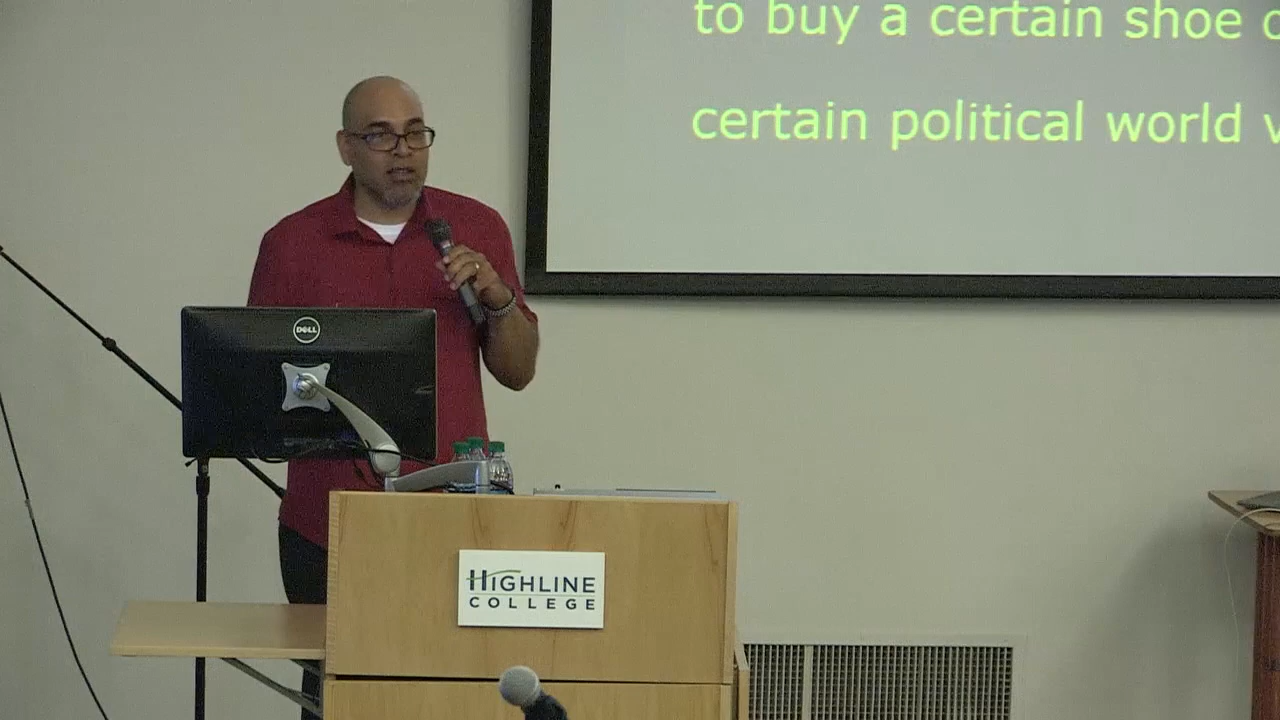 to buy a certain shoe
certain political world
DELL
HIGHLINE
COLLEGE